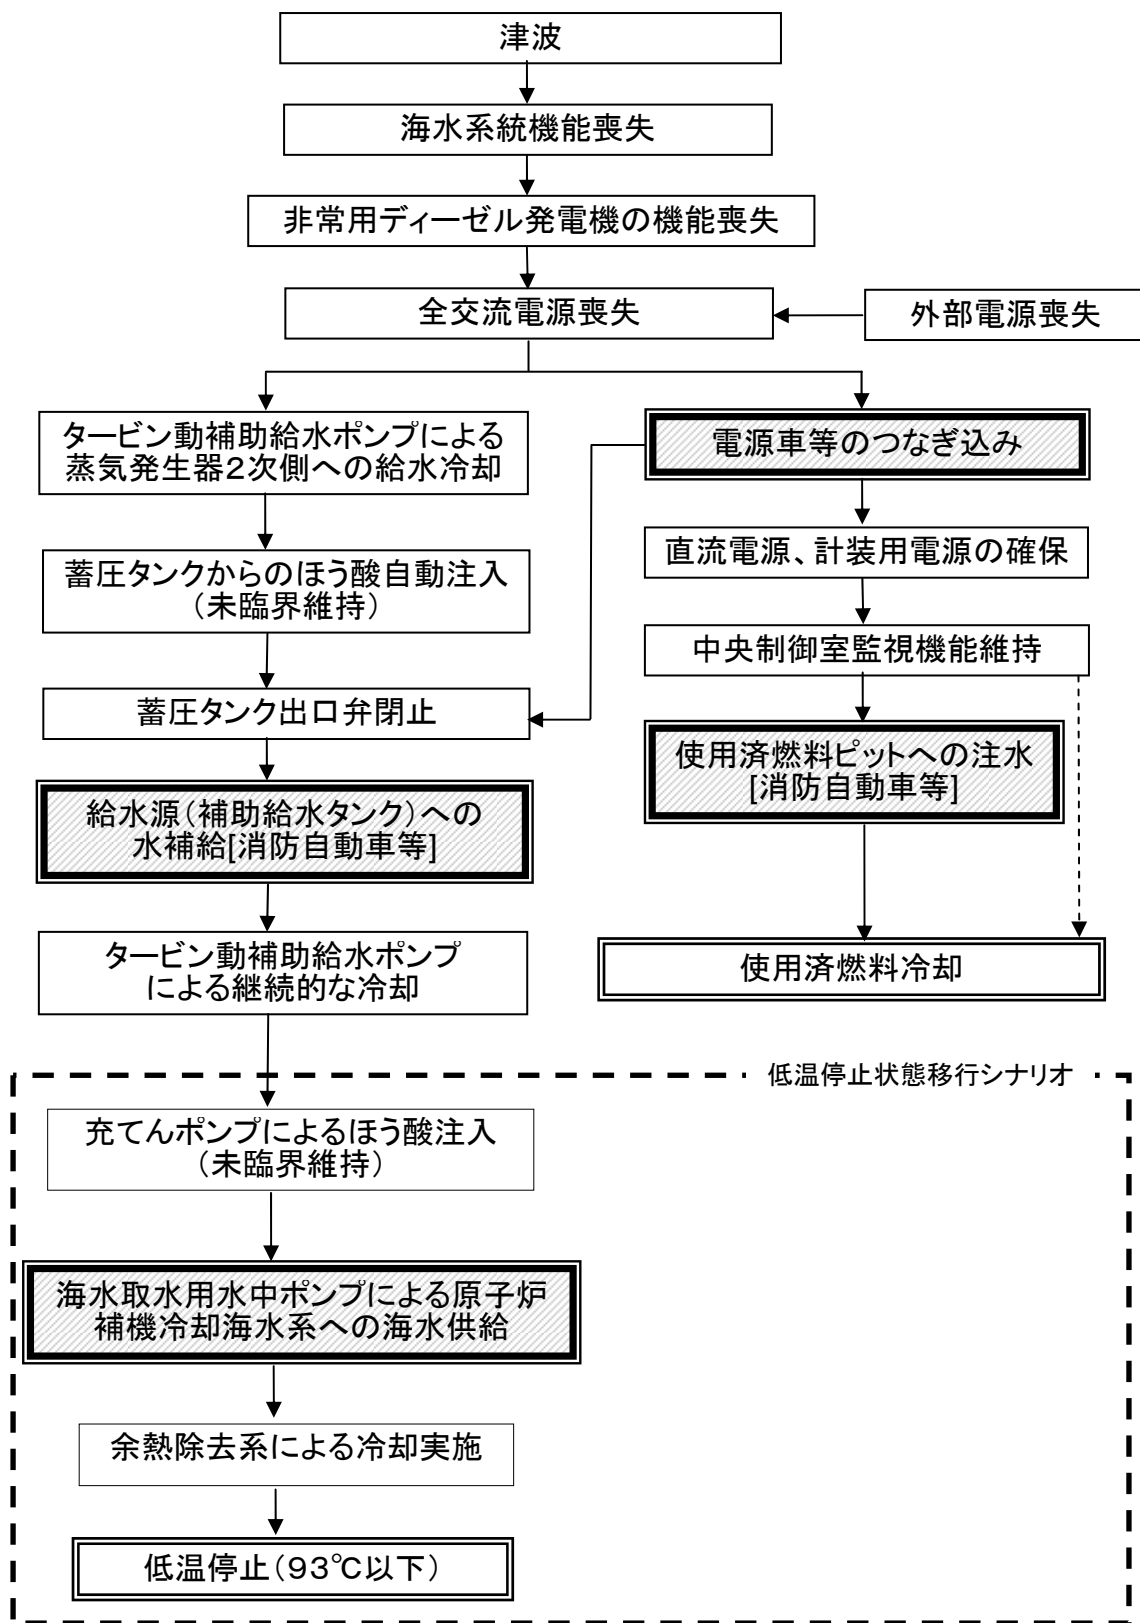 津波
海水系統機能喪失
非常用ディーゼル発電機の機能喪失
全交流電源喪失
外部電源喪失
タービン動補助給水ポンプによる
蒸気発生器2次側への給水冷却
蓄圧タンクからのほう酸自動注入
(未臨界維持)
蓄圧タンク出口弁閉止
給水源(補助給水タンク)への
水補給[消防自動車等]
タービン動補助給水ポンプ
による継続的な冷却
電源車等のつなぎ込み
直流電源、計装用電源の確保
中央制御室監視機能維持
使用済燃料ピットへの注水
[消防自動車等]
使用済燃料冷却
低温停止状態移行シナリオ
充てんポンプによるほう酸注入
(未臨界維持)
海水取水用水中ポンプによる原子炉
補機冷却海水系への海水供給
余熱除去系による冷却実施
低温停止(93℃以下)